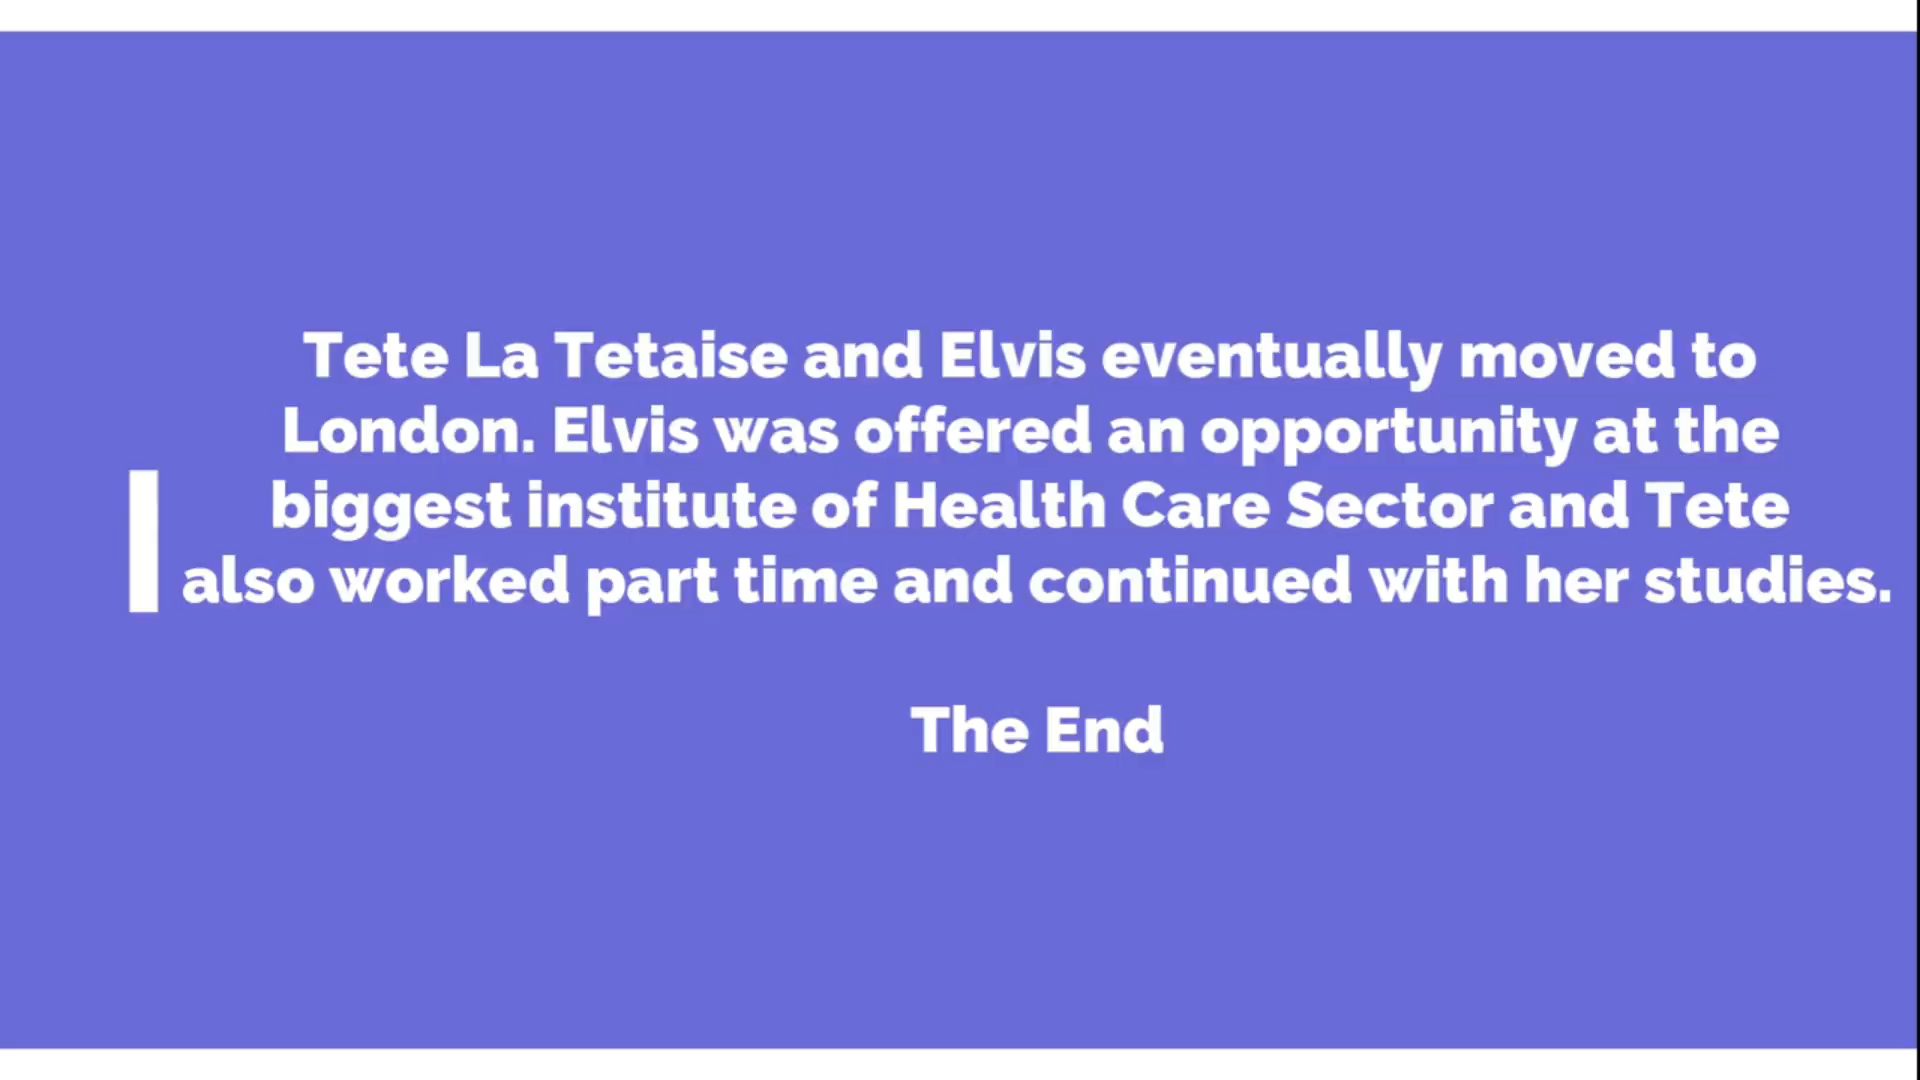 Tete La Tetaise and Elvis eventually moved to
London. Elvis was offered an opportunity at the
biggest institute of Health Care Sector and Tete
also worked part time and continued with her studies.
The End